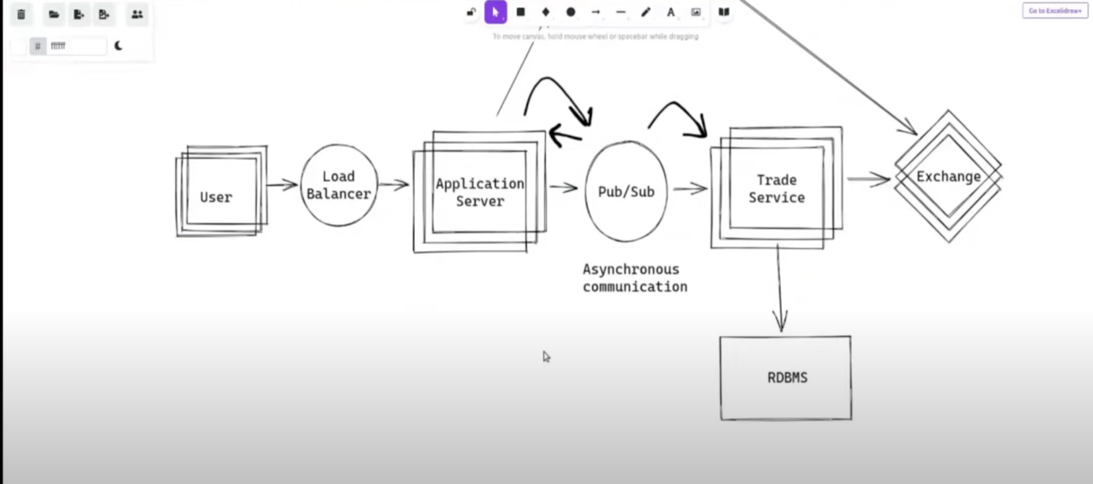 Go to Excalidraw+
# ffffff
A
To move canvas, hold mouse wheel or spacebar while dragging
User
Load
Balancer
Application
Server
Pub/Sub
Trade
Service
Exchange
Asynchronous
communication
RDBMS